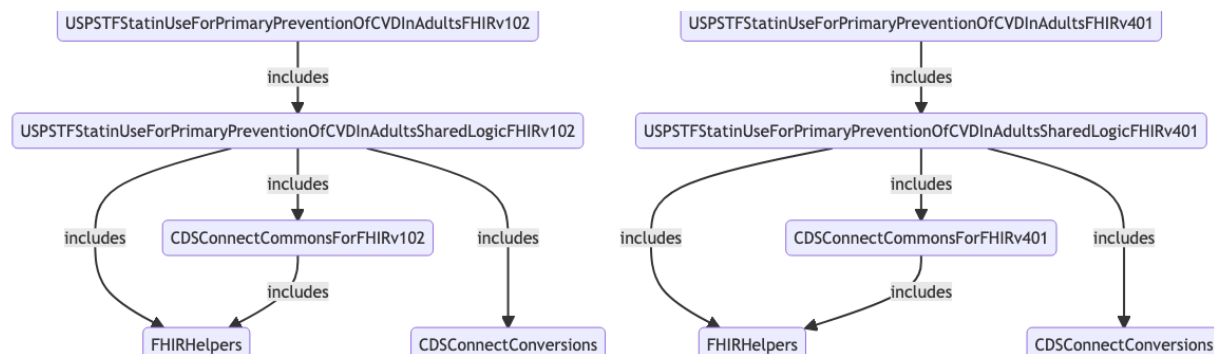 USPSTFStatinUseForPrimaryPreventionOfCVDInAdultsFHIRv102
includes
USPSTFStatinUseForPrimaryPreventionOfCVDInAdultsSharedLogicFHIRv102
includes
includes
CDSConnectCommonsForFHIRv102
includes
includes
FHIRHelpers
CDSConnectConversions
USPSTFStatinUseForPrimaryPreventionOfCVDInAdultsFHIRv401
includes
USPSTFStatinUseForPrimaryPreventionOfCVDInAdultsSharedLogicFHIRv401
includes
includes
CDSConnectCommonsForFHIRv401
includes
includes
FHIRHelpers
CDSConnectConversions